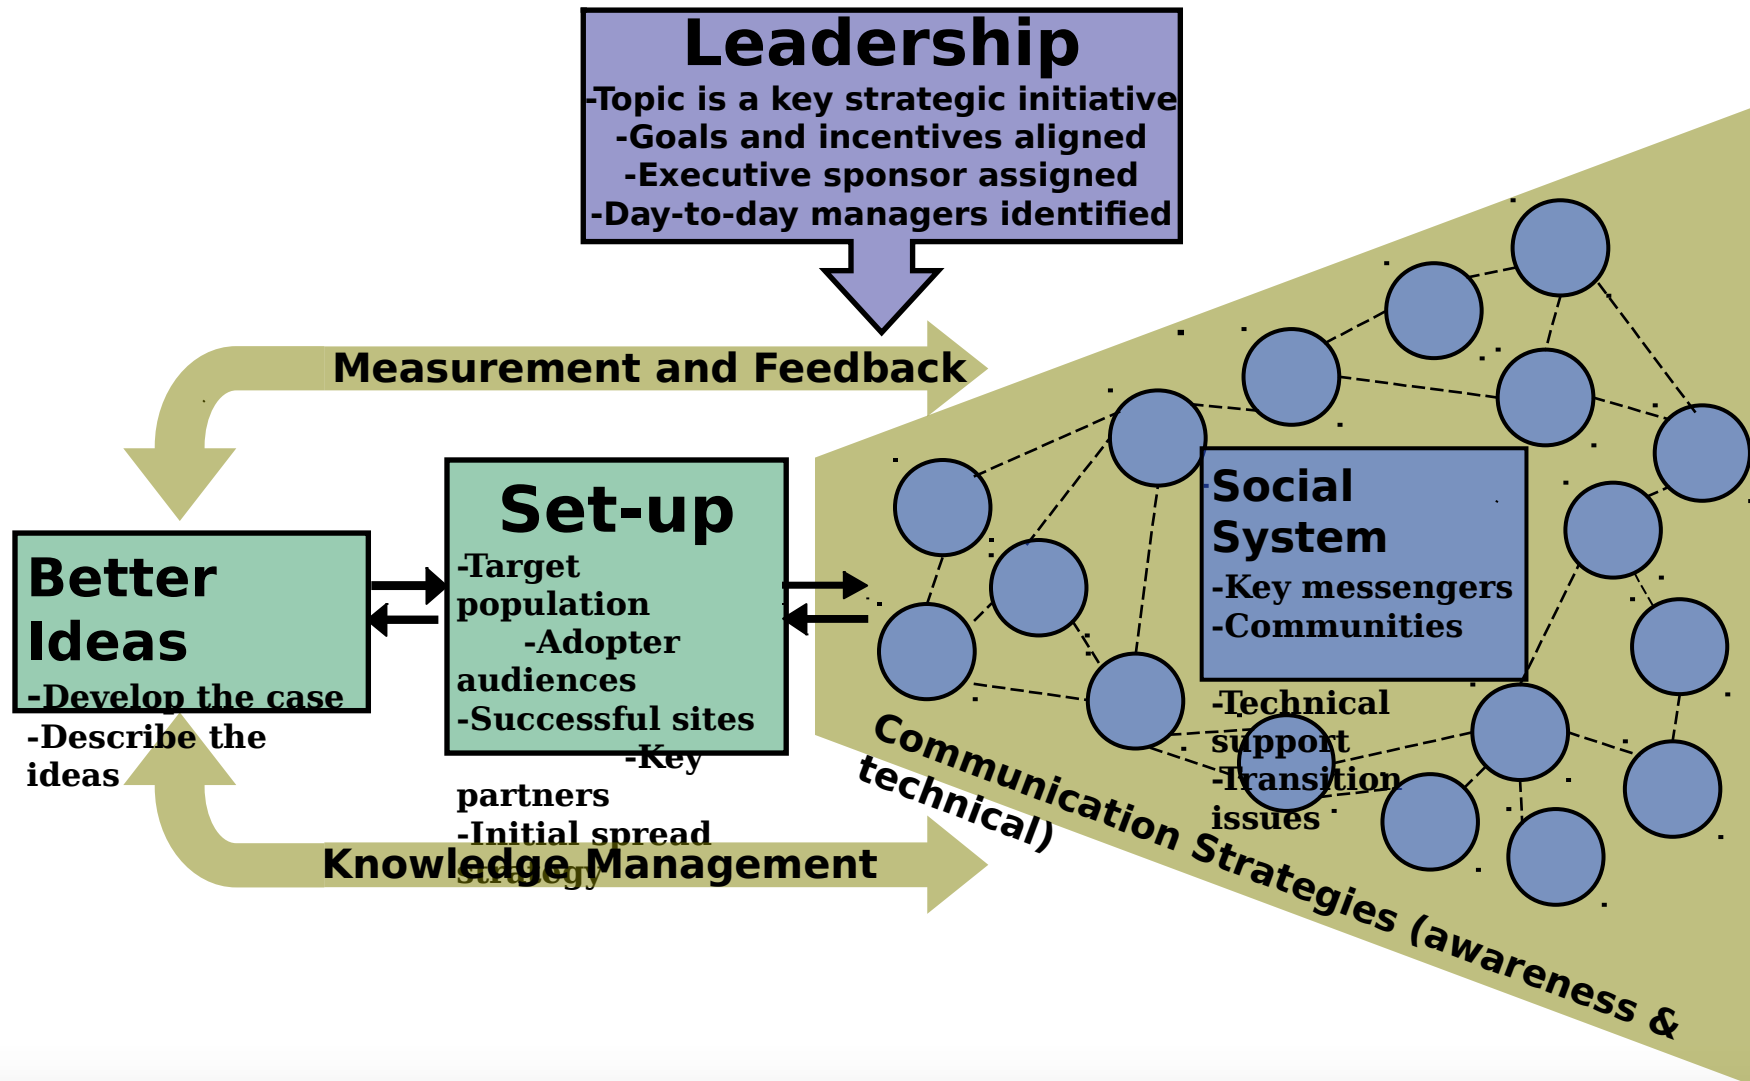 Leadership
-Topic is a key strategic initiative
-Goals and incentives aligned
-Executive sponsor assigned
-Day-to-day managers identified
Measurement and Feedback
Better
Ideas
-Develop the case
-Describe the
ideas
Set-up
-Target
population
-Adopter
audiences
-Successful sites
-Key
partners
-Initial spread
strategy
Knowledge Management
Social
System
-Key messengers
-Communities
-Technical
support
-Transition
issues
Communication Strategies (awareness &
technical)